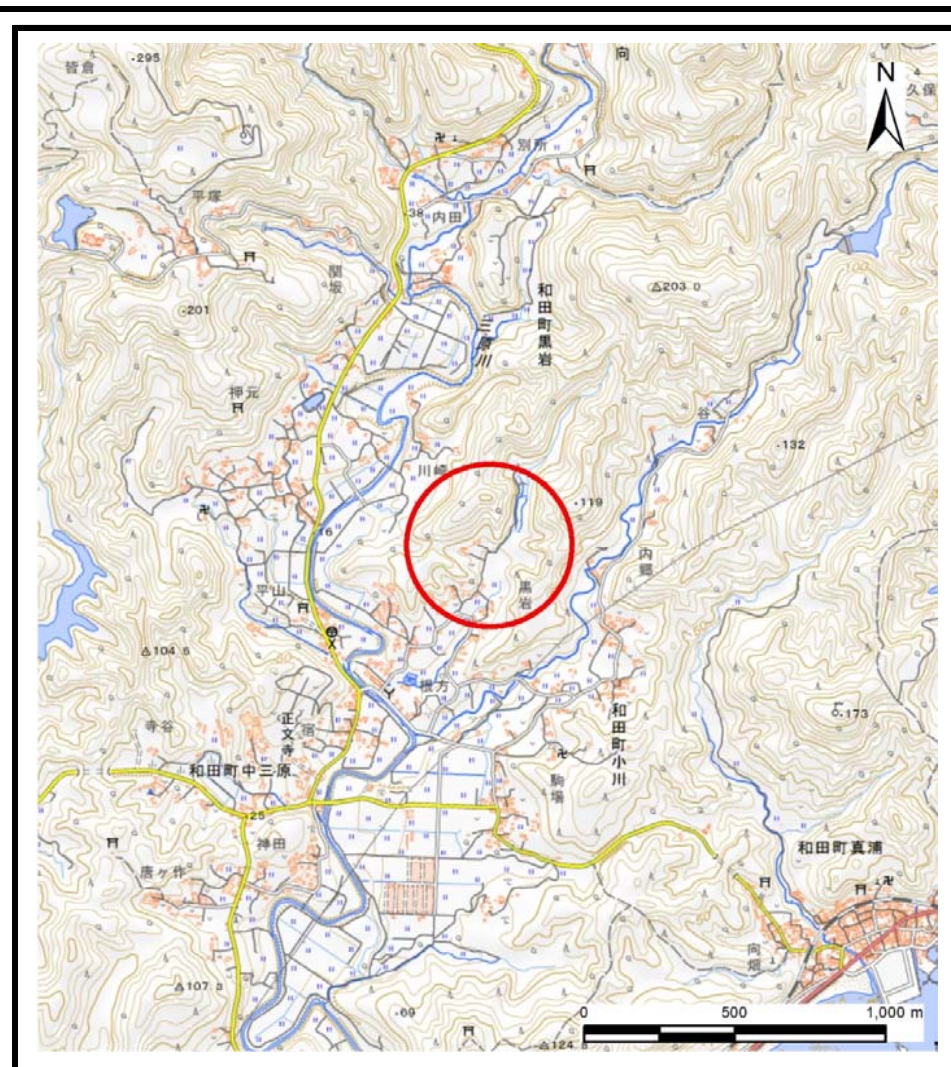 皆倉
295
向
N
久保
別所
平塚
38
内田
関坂
和田町黒岩
203.0
201
三原川
押元
谷
132
川崎
119
16
内堀
平山
黒岩
104.5
根方
173
寺谷
正文寺
宿
和田町小川
和田町中三原
駒場
25
神田
和田町真浦
唐ヶ作
向畑
107.3
69
0 500 1,000 m